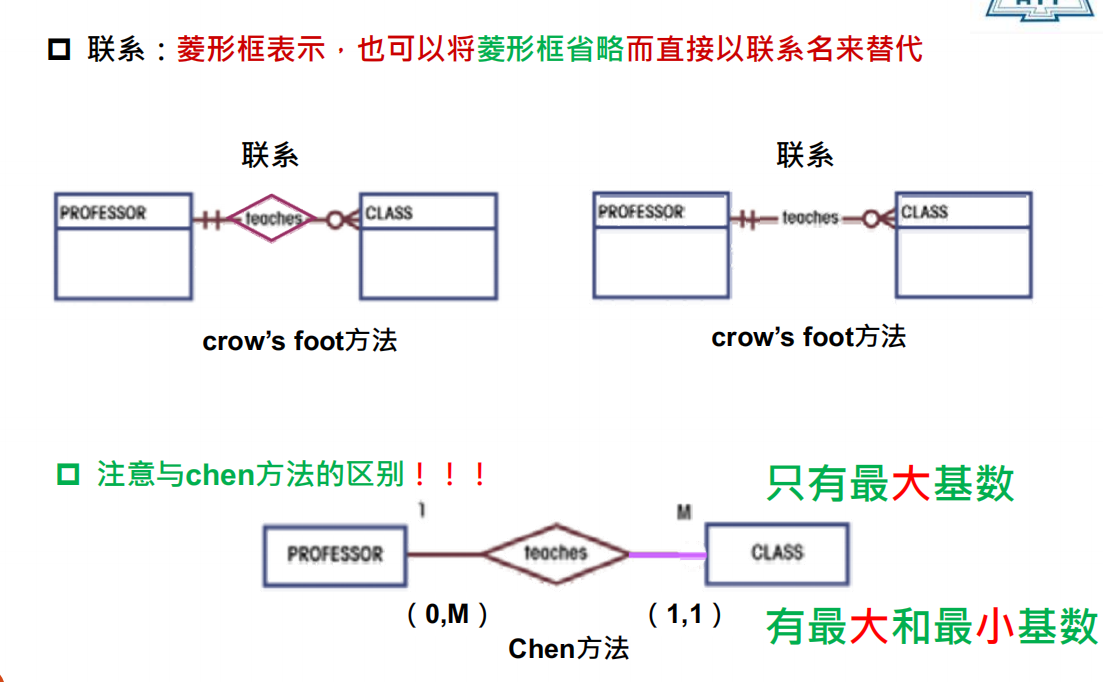 联系：菱形框表示，也可以将菱形框省略而直接以联系名来替代
联系
联系
PROFESSOR
teaches
CLASS
PROFESSOR
teaches
CLASS
crow's foot方法
crow's foot方法
注意与chen方法的区别！！！
只有最大基数
1
M
PROFESSOR
teaches
CLASS
（0,M）
（1,1）
有最大和最小基数
Chen方法